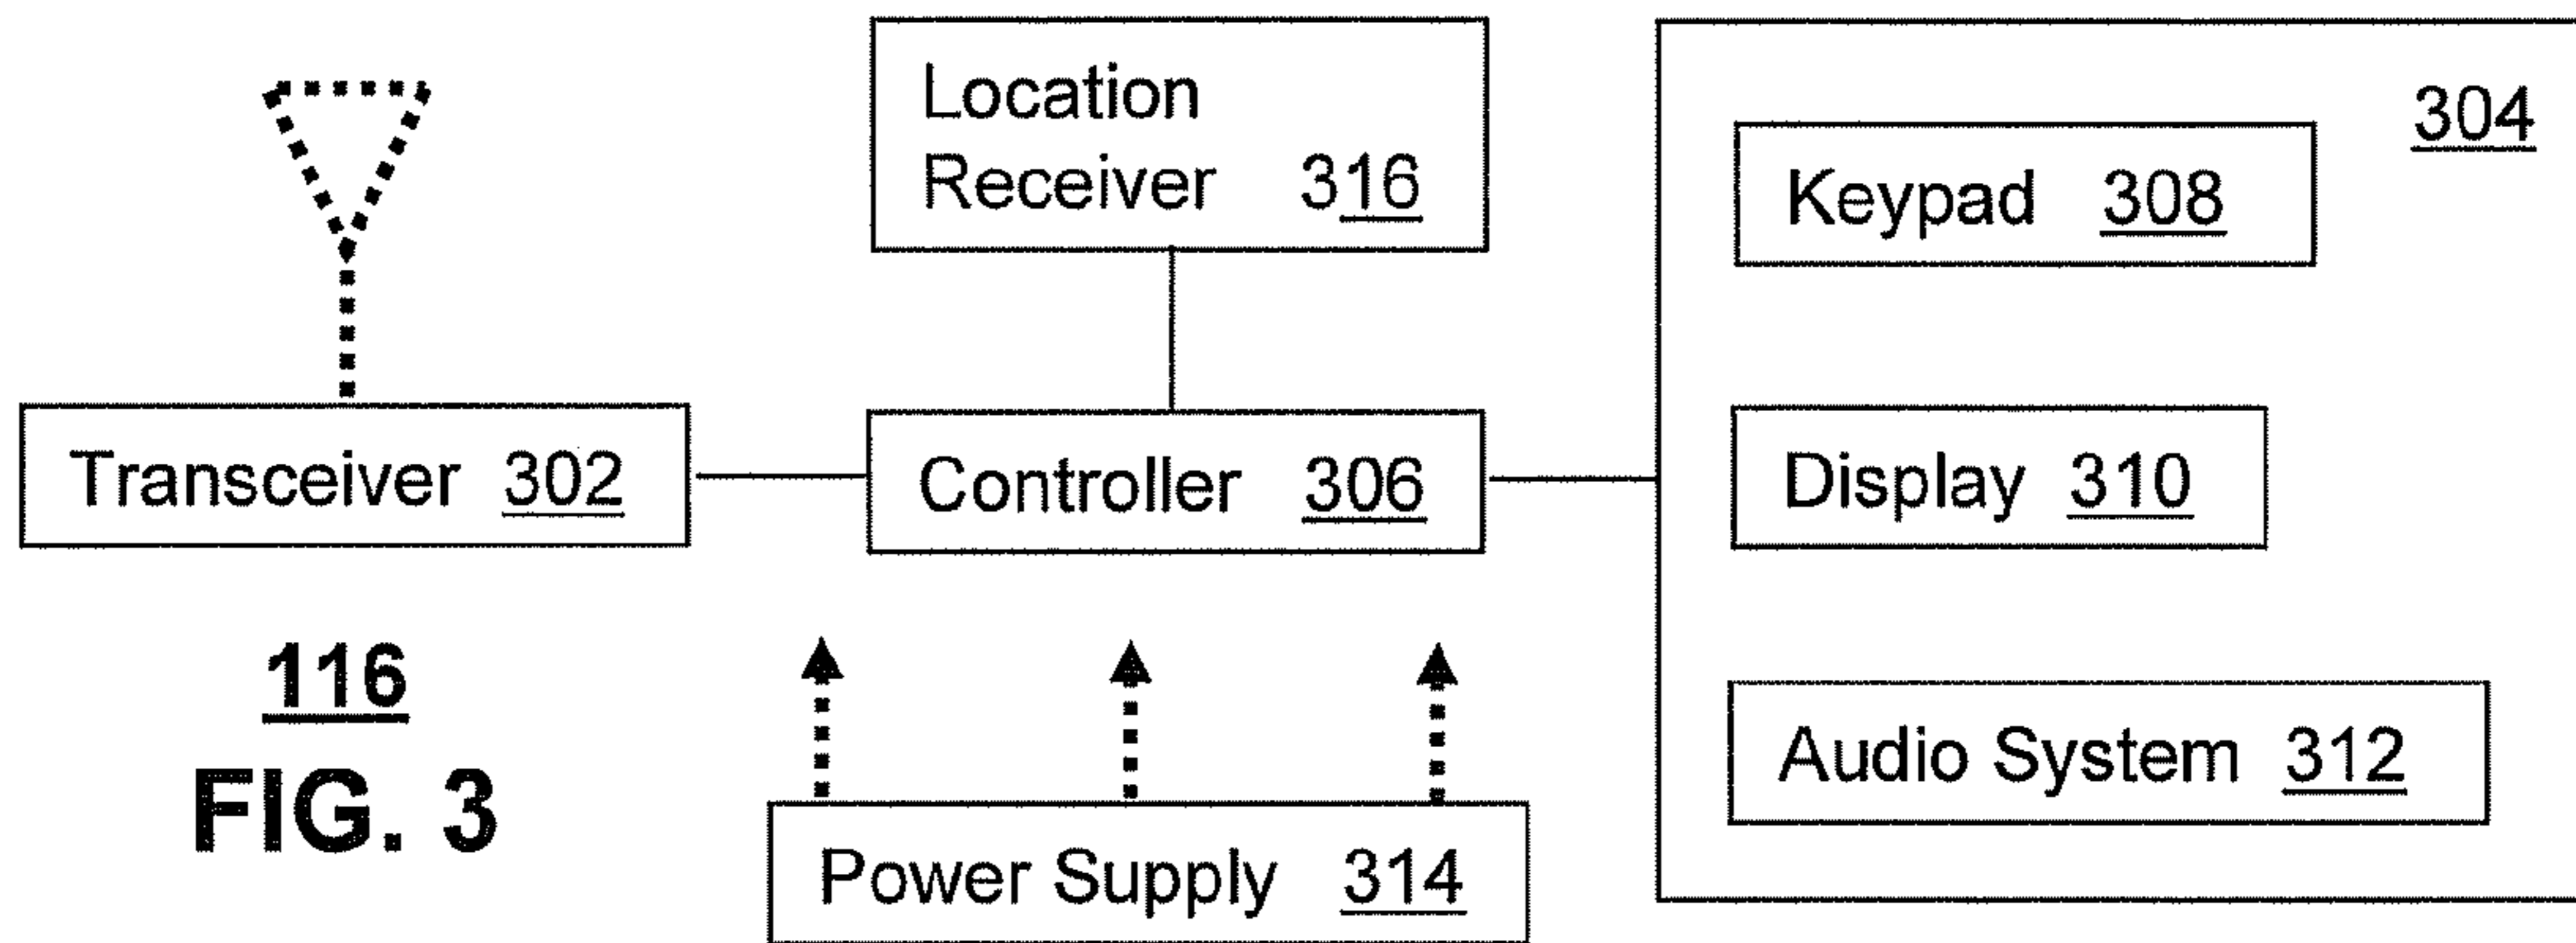 Location
Receiver 316
304
Keypad 308
Transceiver 302
Controller 306
Display 310
116
FIG. 3
Audio System 312
Power Supply 314